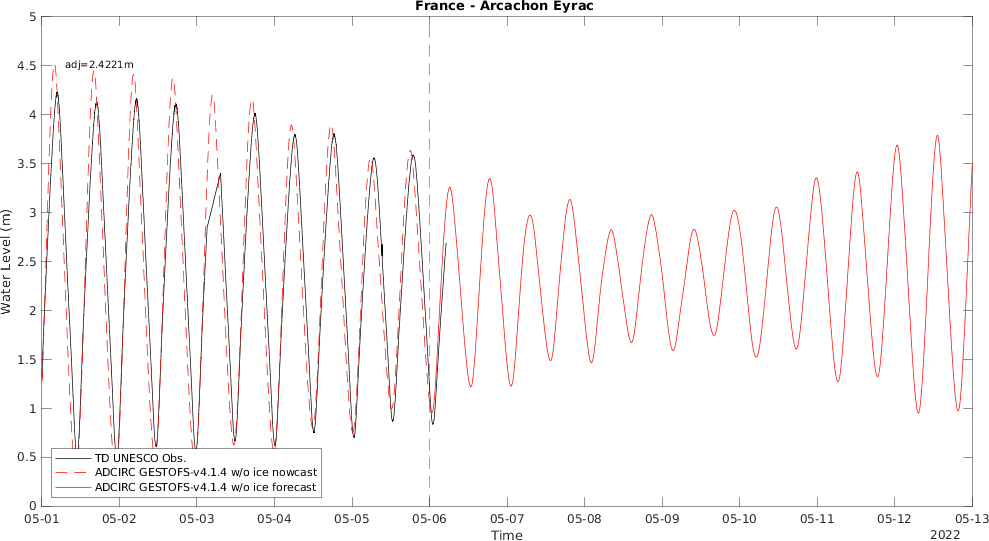 France - Arcachon Eyrac
adj=2.4221m
5
4.5
4
3.5
3
2.5
2
1.5
1
0.5
0
Water Level (m)
TD UNESCO Obs.
ADCIRC GESTOFS-v4.1.4 w/o ice nowcast
ADCIRC GESTOFS-v4.1.4 w/o ice forecast
05-01 05-02 05-03 05-04 05-05 05-06 05-07 05-08 05-09 05-10 05-11 05-12 05-13
Time
2022